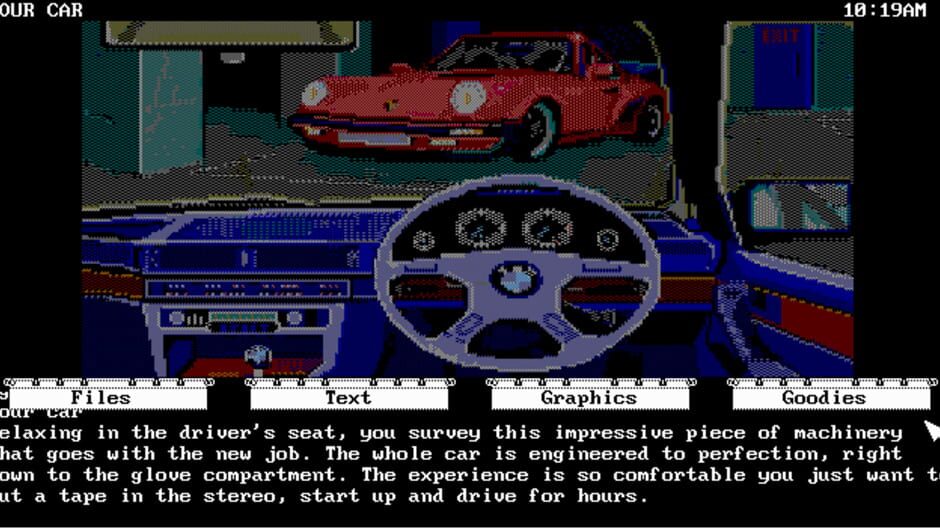 OUR CAR
10:19AM
EXIT
Files
Text
Graphics
Goodies
our car
elaxing in the driver's seat, you survey this impressive piece of machinery
hat goes with the new job. The whole car is engineered to perfection, right
own to the glove compartment. The experience is so comfortable you just want t
ut a tape in the stereo, start up and drive for hours.